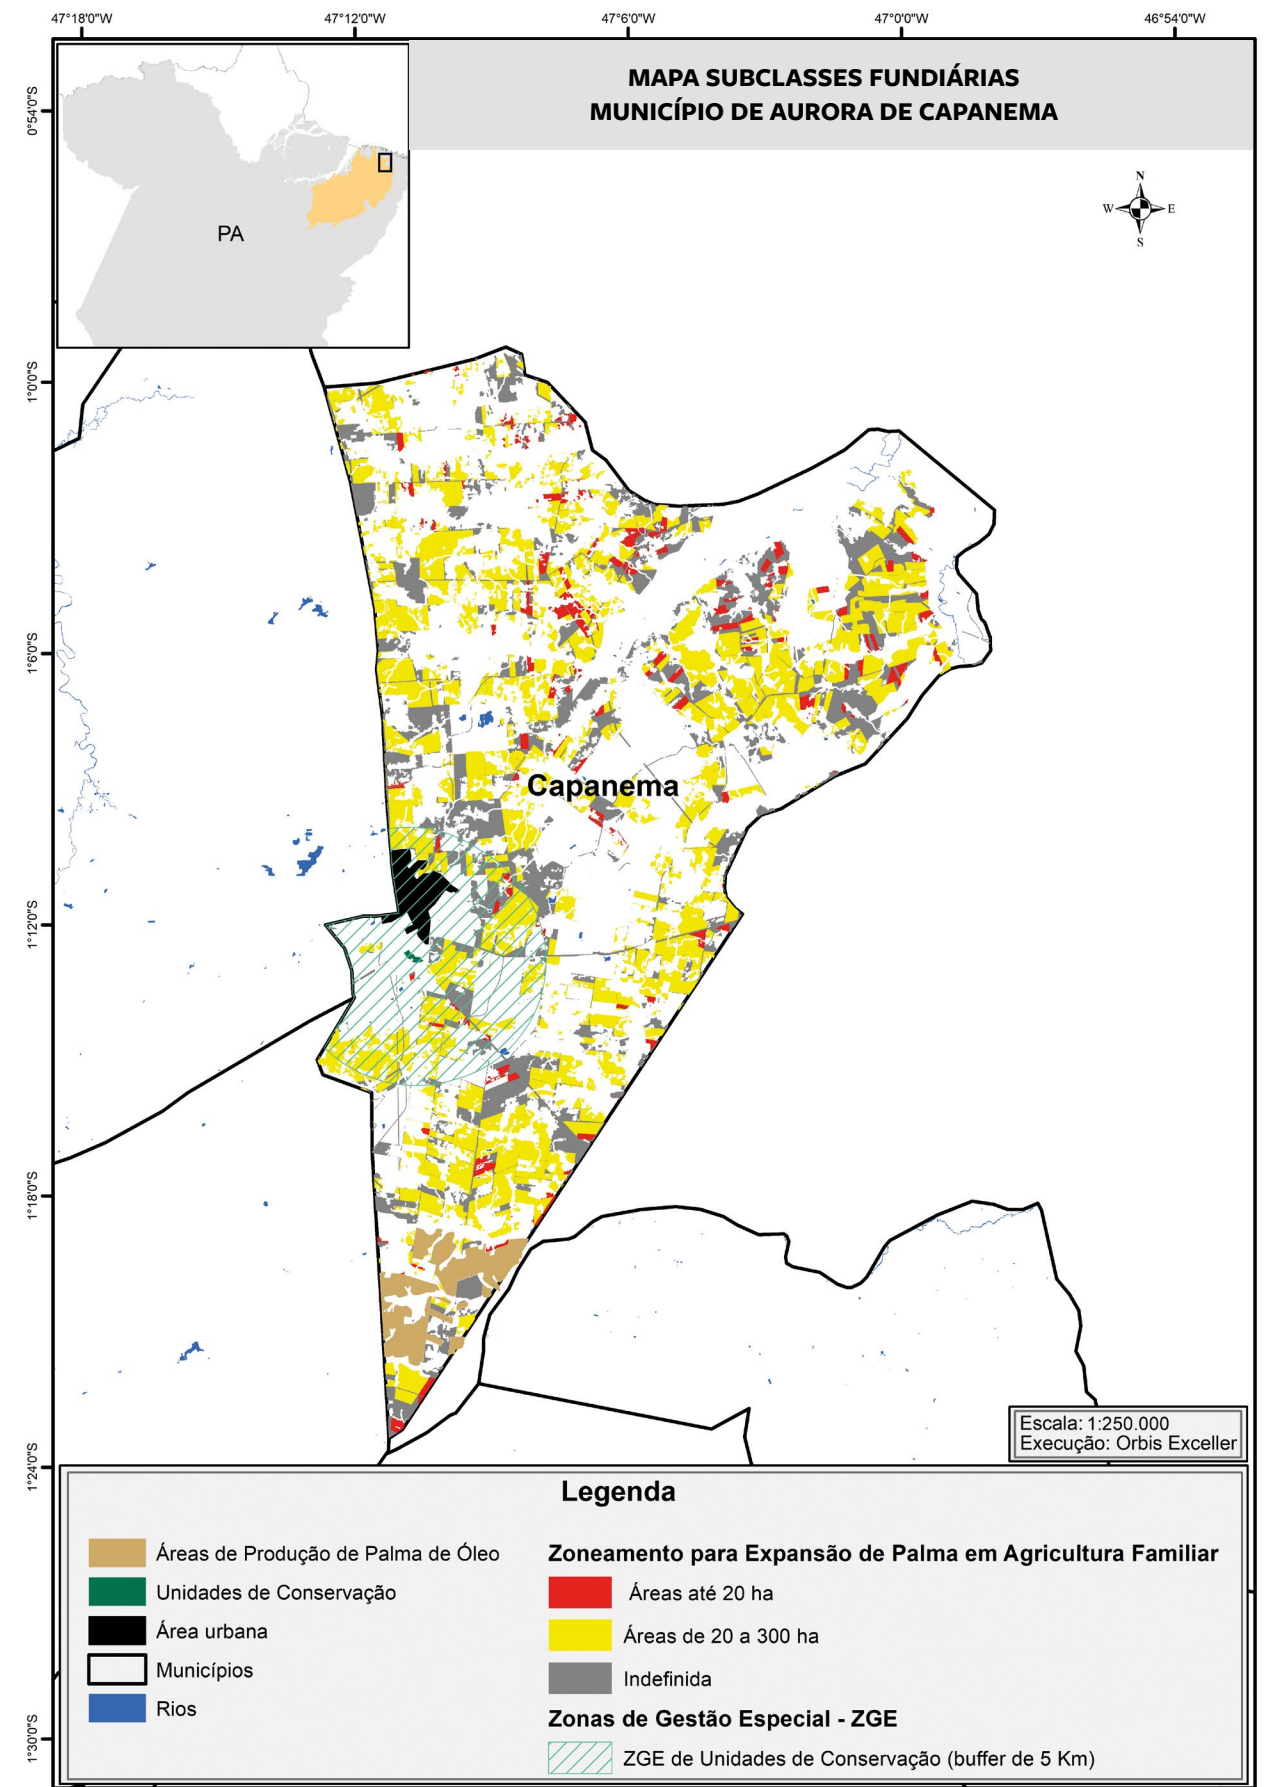 47°18'0"W 47°12'0"W 47°6'0"W 47°0'0"W 46°54'0"W
MAPA SUBCLASSES FUNDIÁRIAS
MUNICÍPIO DE AURORA DE CAPANEMA
0°54'0"S
N
W E
S
PA
1°0'0"S
1°6'0"S
Capanema
1°12'0"S
1°18'0"S
Escala: 1:250.000
Execução: Orbis Exceller
1°24'0"S
Legenda
Áreas de Produção de Palma de Óleo
Unidades de Conservação
Área urbana
Municípios
Rios
Zoneamento para Expansão de Palma em Agricultura Familiar
Áreas até 20 ha
Áreas de 20 a 300 ha
Indefinida
Zonas de Gestão Especial - ZGE
ZGE de Unidades de Conservação (buffer de 5 Km)
1°30'0"S